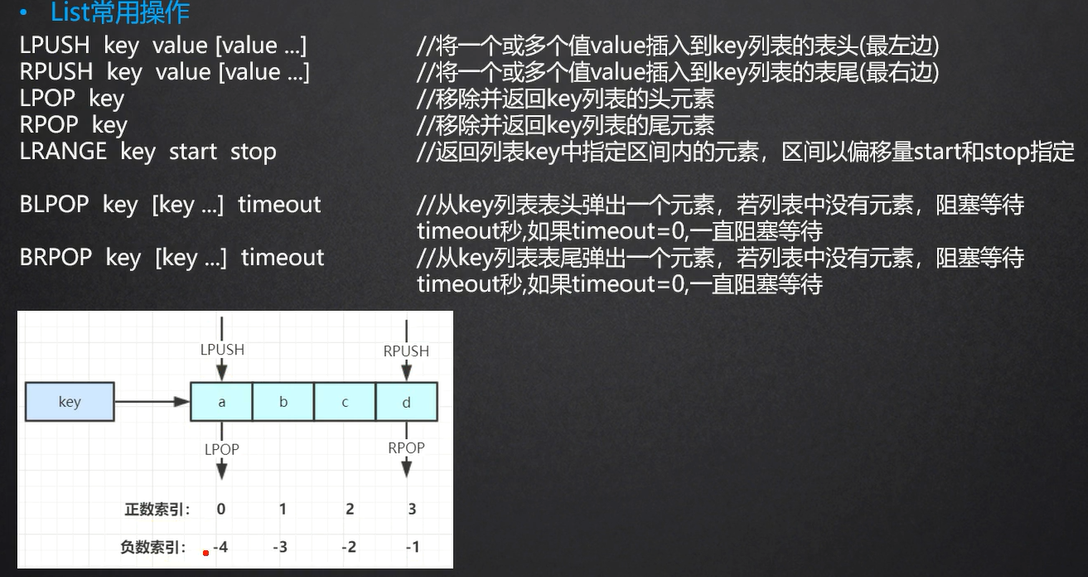 • List常用操作
LPUSH key value [value ...] //将一个或多个值value插入到key列表的表头(最左边)
RPUSH key value [value ...] //将一个或多个值value插入到key列表的表尾(最右边)
LPOP key //移除并返回key列表的头元素
RPOP key //移除并返回key列表的尾元素
LRANGE key start stop //返回列表key中指定区间内的元素，区间以偏移量start和stop指定
BLPOP key [key ...] timeout //从key列表表头弹出一个元素，若列表中没有元素，阻塞等待
timeout秒,如果timeout=0,一直阻塞等待
BRPOP key [key ...] timeout //从key列表表尾弹出一个元素，若列表中没有元素，阻塞等待
timeout秒,如果timeout=0,一直阻塞等待
LPUSH RPUSH
key a b c d
LPOP RPOP
正数索引： 0 1 2 3
负数索引： -4 -3 -2 -1